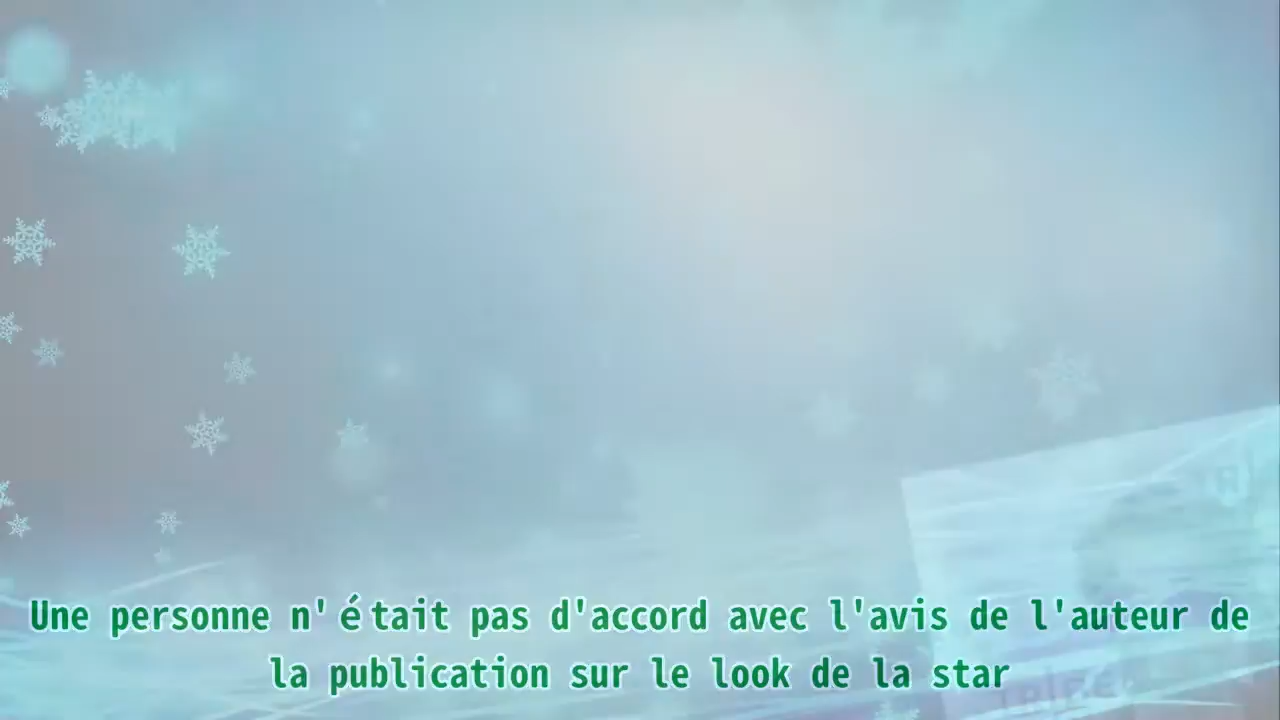 Une personne n'était pas d'accord avec l'avis de l'auteur de
la publication sur le look de la star